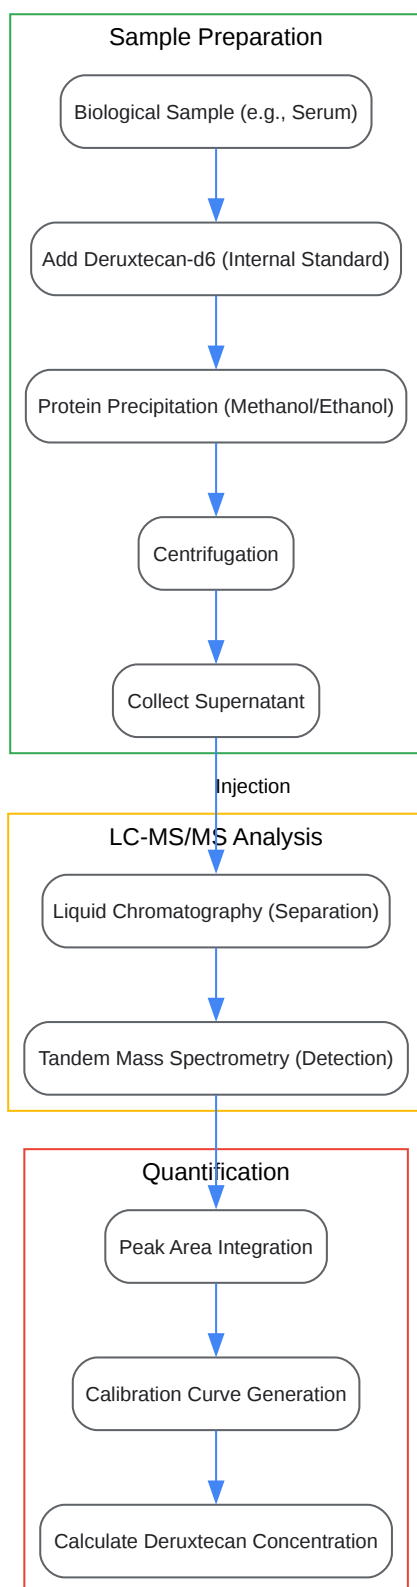 Sample Preparation
Biological Sample (e.g., Serum)
Add Deruxtecan-d6 (Internal Standard)
Protein Precipitation (Methanol/Ethanol)
Centrifugation
Collect Supernatant
Injection
LC-MS/MS Analysis
Liquid Chromatography (Separation)
Tandem Mass Spectrometry (Detection)
Quantification
Peak Area Integration
Calibration Curve Generation
Calculate Deruxtecan Concentration